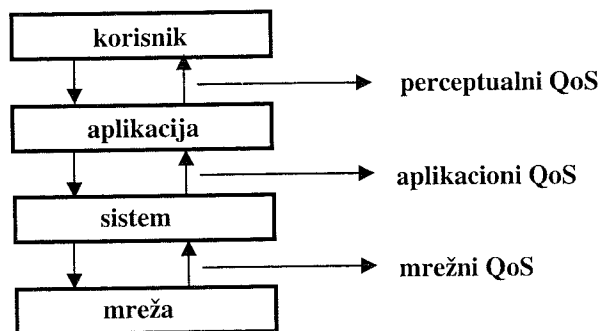 korisnik
perceptualni QoS
aplikacija
aplikacioni QoS
sistem
mrežni QoS
mreža